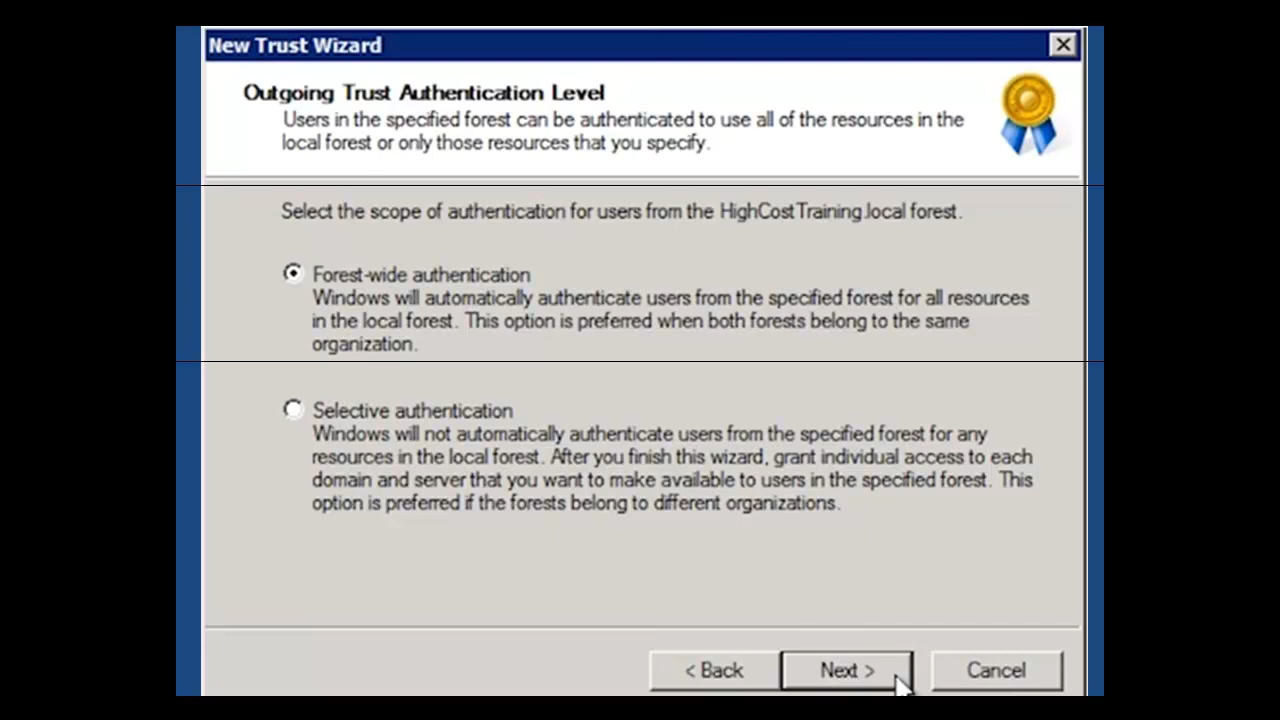 New Trust Wizard
Outgoing Trust Authentication Level
Users in the specified forest can be authenticated to use all of the resources in the
local forest or only those resources that you specify.
Select the scope of authentication for users from the HighCostTraining.local forest.
Forest-wide authentication
Windows will automatically authenticate users from the specified forest for all resources
in the local forest. This option is preferred when both forests belong to the same
organization.
Selective authentication
Windows will not automatically authenticate users from the specified forest for any
resources in the local forest. After you finish this wizard, grant individual access to each
domain and server that you want to make available to users in the specified forest. This
option is preferred if the forests belong to different organizations.
< Back
Next >
Cancel